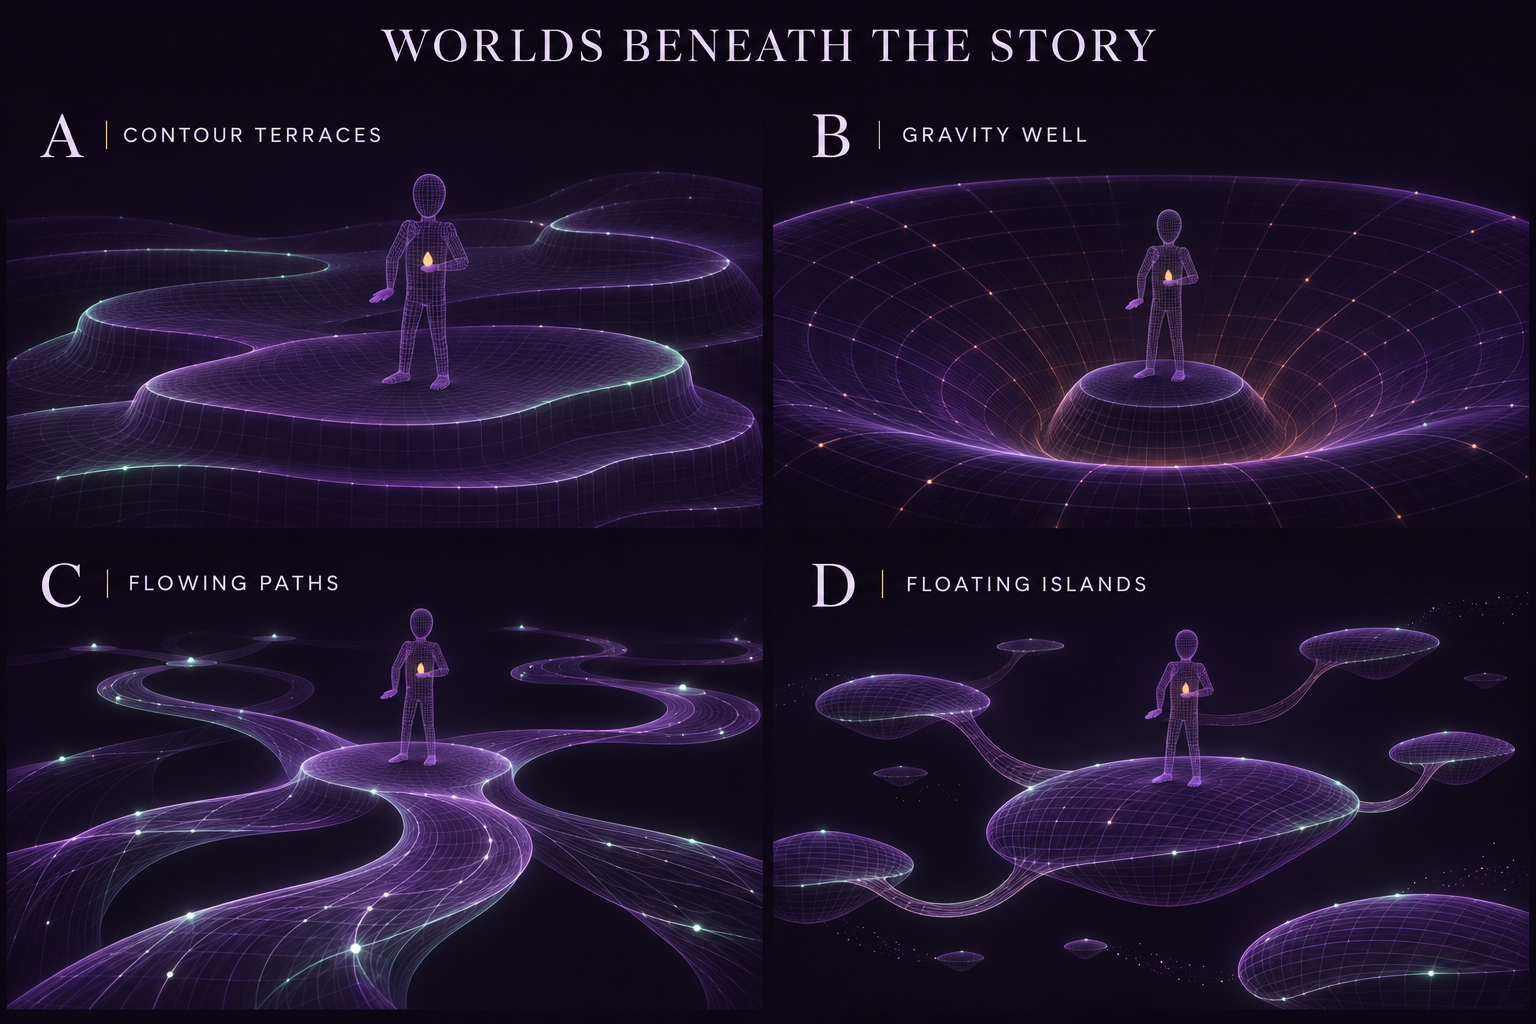 WORLDS BENEATH THE STORY
A | CONTOUR TERRACES
B | GRAVITY WELL
C | FLOWING PATHS
D | FLOATING ISLANDS